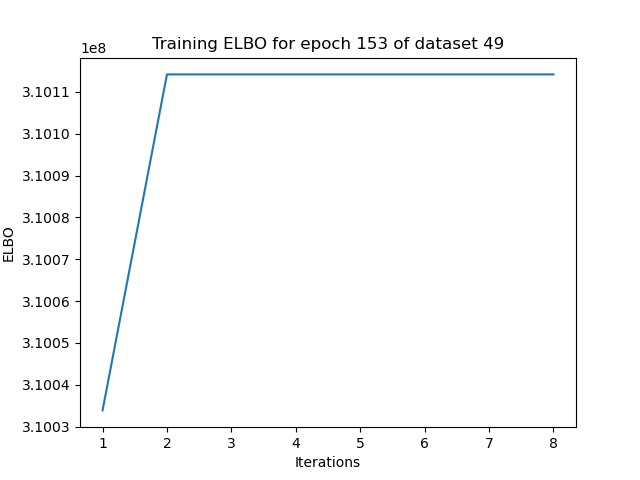 Training ELBO for epoch 153 of dataset 49
1e8
3.1011
3.1010
3.1009
3.1008
3.1007
3.1006
3.1005
3.1004
3.1003
ELBO
1 2 3 4 5 6 7 8
Iterations